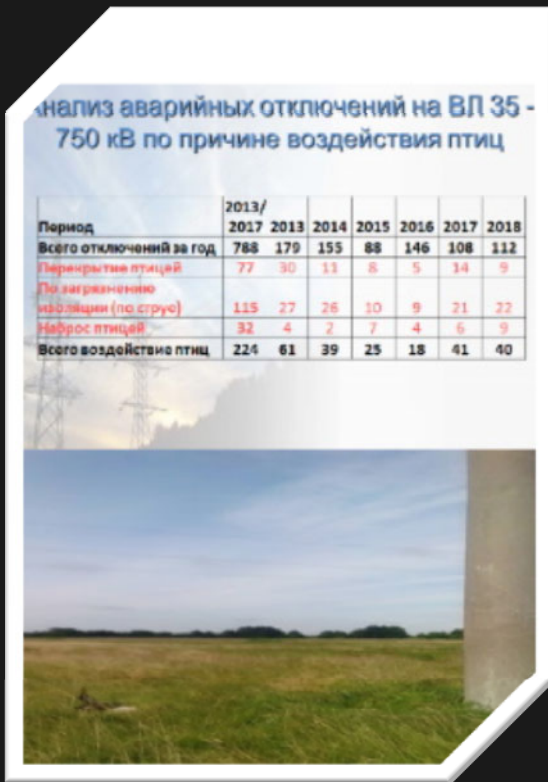 нализ аварийных отключений на ВЛ 35 -
750 кВ по причине воздействия птиц
2013/
Период 2017 2013 2014 2015 2016 2017 2018
Всего отключений за год 788 179 155 88 146 108 112
Перекрытие птицей 77 30 11 8 5 14 9
По загрязнению
изоляции (по струе) 115 27 26 10 9 21 22
Наброс птицей 32 4 2 7 4 6 9
Всего воздействие птиц 224 61 39 25 18 41 40